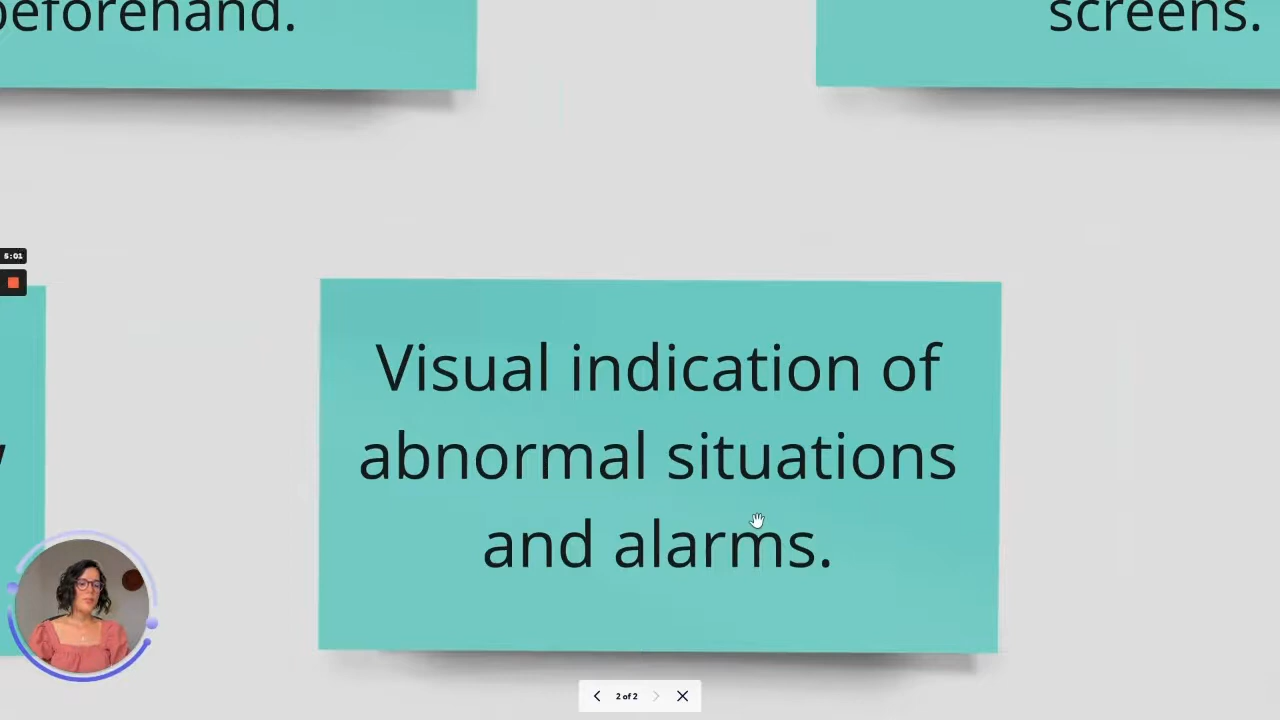 beforehand.
screens.
5:01
Visual indication of
abnormal situations
and alarms.
2 of 2